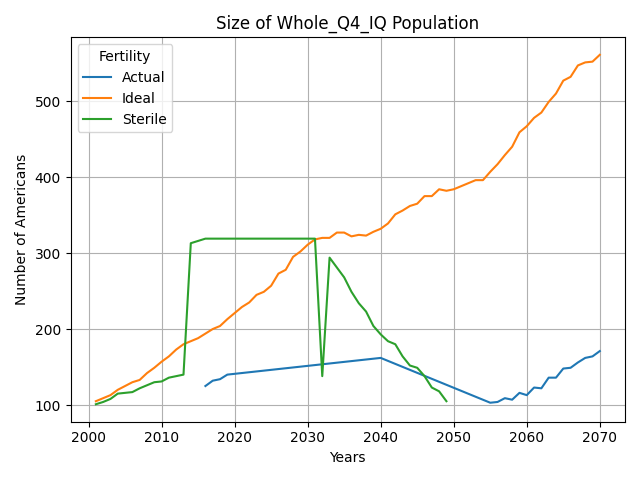 Size of Whole_Q4_IQ Population
Fertility
Actual
Ideal
Sterile
Number of Americans
500
400
300
200
100
2000 2010 2020 2030 2040 2050 2060 2070
Years